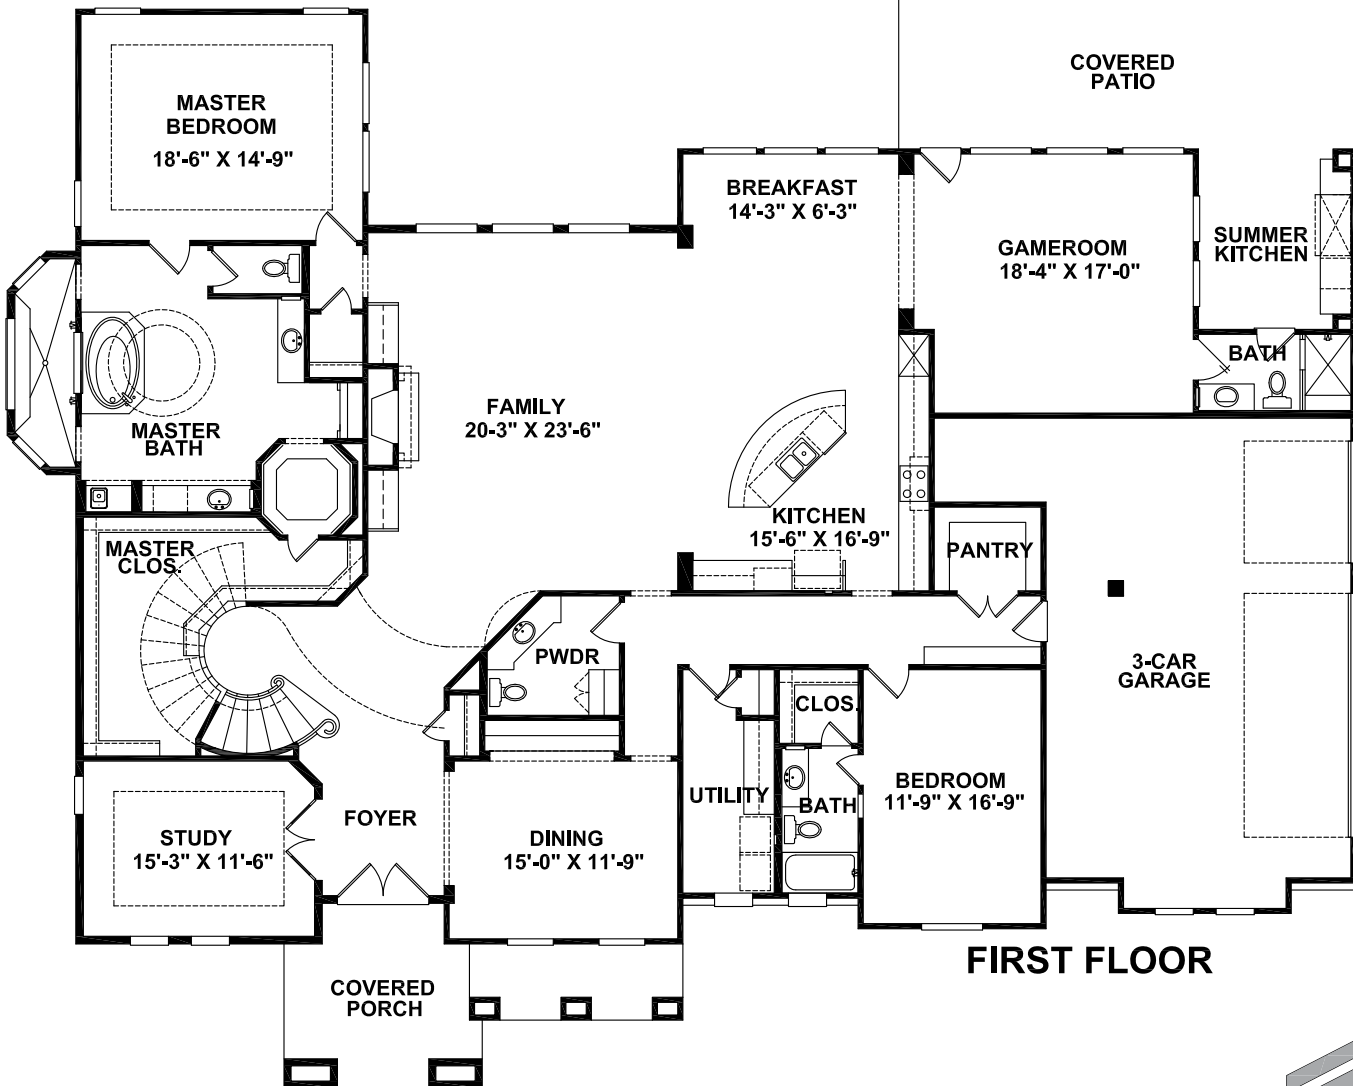 COVERED
PATIO
MASTER
BEDROOM
18'-6" X 14'-9"
BREAKFAST
14'-3" X 6'-3"
GAMEROOM
18'-4" X 17'-0"
SUMMER
KITCHEN
BATH
FAMILY
20-3" X 23'-6"
MASTER
BATH
KITCHEN
15'-6" X 16'-9"
MASTER
CLOS.
PANTRY
PWDR
3-CAR
GARAGE
CLOS.
UTILITY
BATH
BEDROOM
11'-9" X 16'-9"
FOYER
STUDY
15'-3" X 11'-6"
DINING
15'-0" X 11'-9"
FIRST FLOOR
COVERED
PORCH